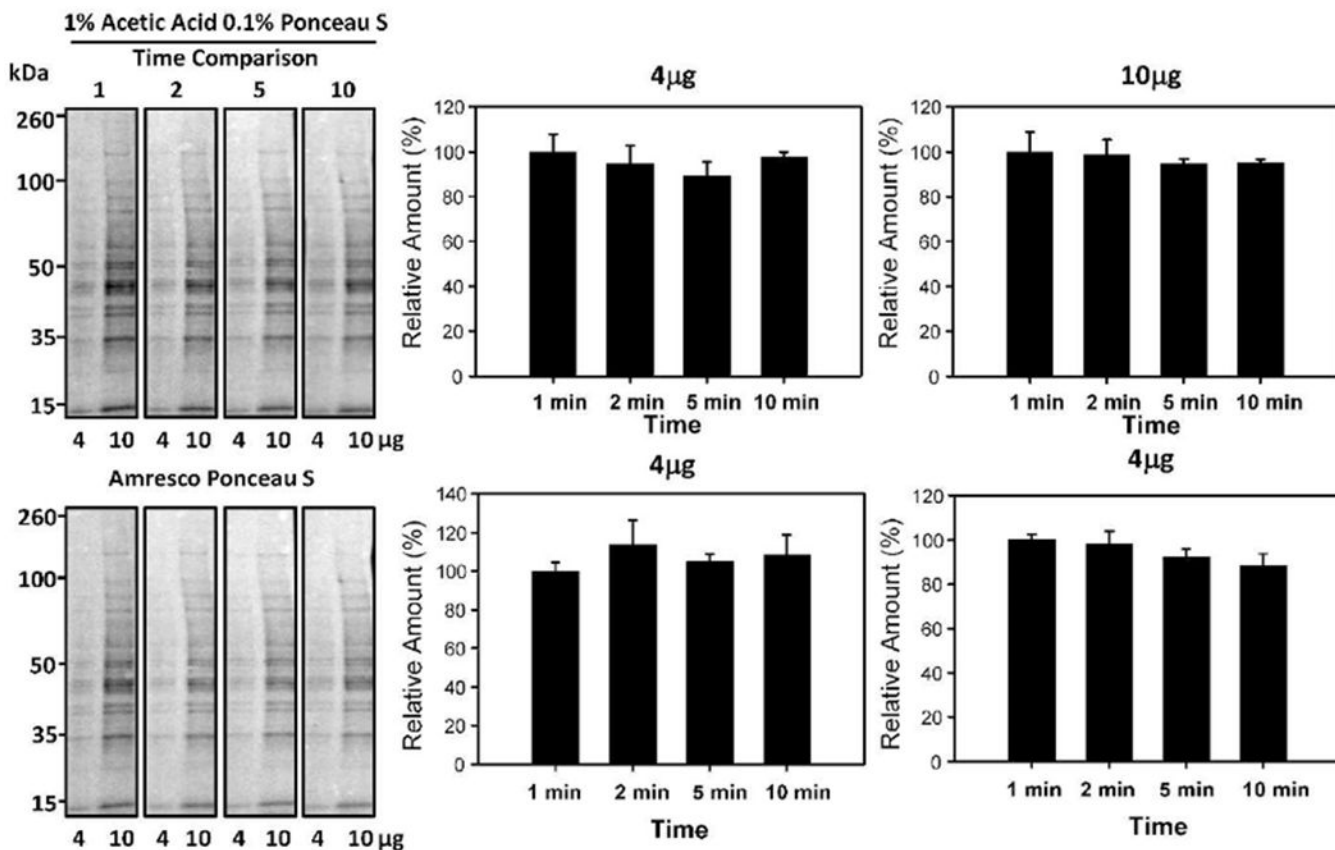 1% Acetic Acid 0.1% Ponceau S
Time Comparison
kDa
1 2 5 10
260
100
50
35
15
4 10 4 10 4 10 4 10 µg
4µg
Relative Amount (%)
120
100
80
60
40
20
0
1 min 2 min 5 min 10 min
Time
10µg
Relative Amount (%)
120
100
80
60
40
20
0
1 min 2 min 5 min 10 min
Time
Amresco Ponceau S
260
100
50
35
15
4 10 4 10 4 10 4 10 µg
4µg
Relative Amount (%)
140
120
100
80
60
40
20
0
1 min 2 min 5 min 10 min
Time
4µg
Relative Amount (%)
120
100
80
60
40
20
0
1 min 2 min 5 min 10 min
Time